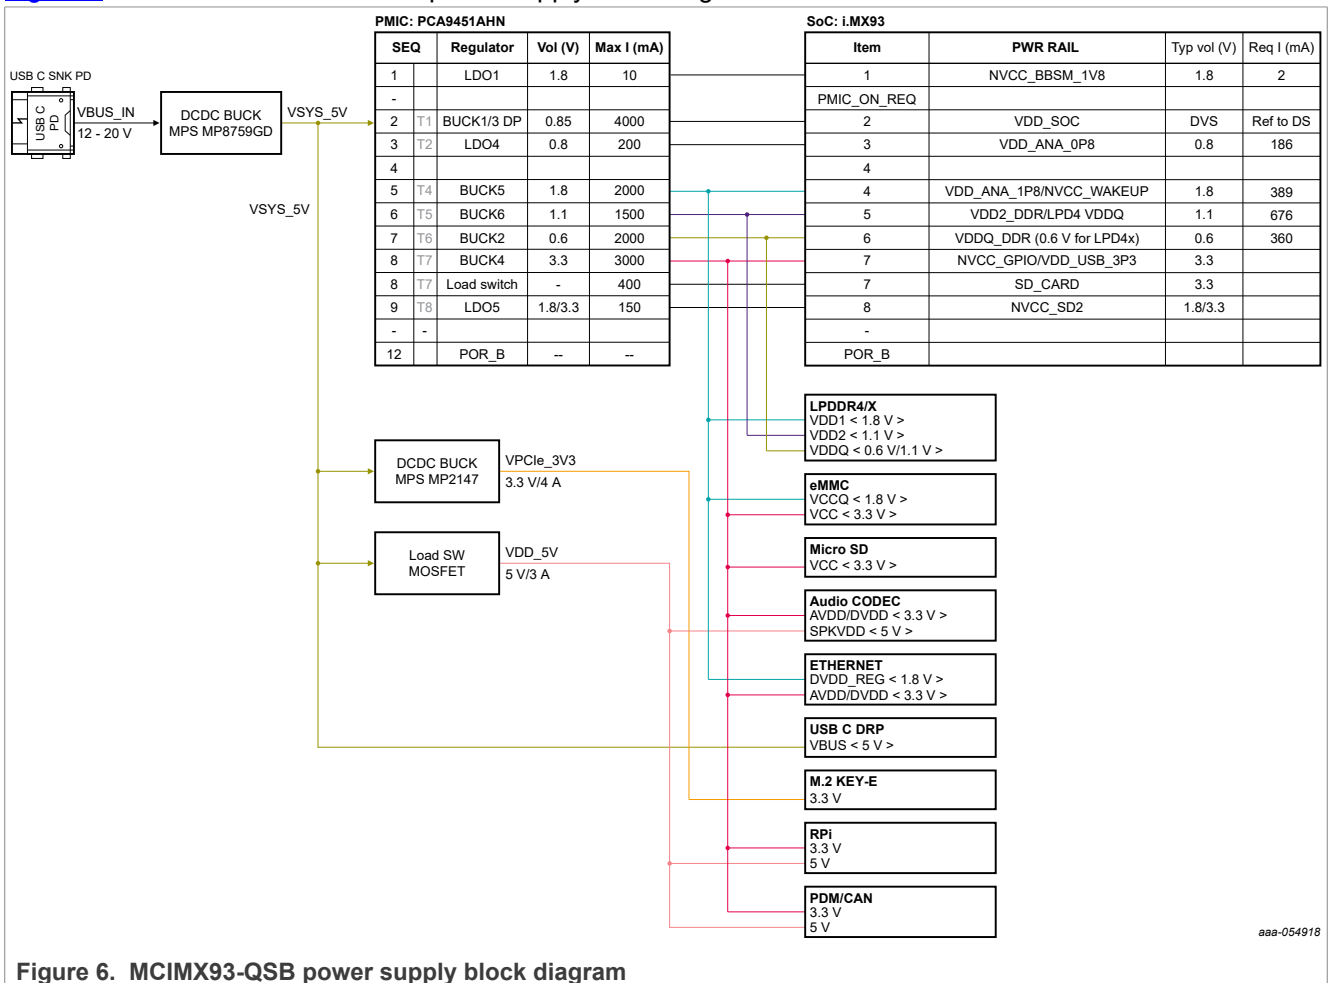 PMIC: PCA9451AHN
SEQ Regulator Vol (V) Max I (mA)
1 LDO1 1.8 10
-
2 T1 BUCK1/3 DP 0.85 4000
3 T2 LDO4 0.8 200
4
5 T4 BUCK5 1.8 2000
6 T5 BUCK6 1.1 1500
7 T6 BUCK2 0.6 2000
8 T7 BUCK4 3.3 3000
8 T7 Load switch - 400
9 T8 LDO5 1.8/3.3 150
- -
12 POR_B -- --
SoC: i.MX93
Item PWR RAIL Typ vol (V) Req I (mA)
1 NVCC_BBSM_1V8 1.8 2
PMIC_ON_REQ
2 VDD_SOC DVS Ref to DS
3 VDD_ANA_0P8 0.8 186
4
4 VDD_ANA_1P8/NVCC_WAKEUP 1.8 389
5 VDD2_DDR/LPD4 VDDQ 1.1 676
6 VDDQ_DDR (0.6 V for LPD4x) 0.6 360
7 NVCC_GPIO/VDD_USB_3P3 3.3
7 SD_CARD 3.3
8 NVCC_SD2 1.8/3.3
-
POR_B
USB C SNK PD
USB C
PD
VBUS_IN
12 - 20 V
DCDC BUCK
MPS MP8759GD
VSYS_5V
VSYS_5V
DCDC BUCK
MPS MP2147
VPCIe_3V3
3.3 V/4 A
Load SW
MOSFET
VDD_5V
5 V/3 A
LPDDR4/X
VDD1 < 1.8 V >
VDD2 < 1.1 V >
VDDQ < 0.6 V/1.1 V >
eMMC
VCCQ < 1.8 V >
VCC < 3.3 V >
Micro SD
VCC < 3.3 V >
Audio CODEC
AVDD/DVDD < 3.3 V >
SPKVDD < 5 V >
ETHERNET
DVDD_REG < 1.8 V >
AVDD/DVDD < 3.3 V >
USB C DRP
VBUS < 5 V >
M.2 KEY-E
3.3 V
RPi
3.3 V
5 V
PDM/CAN
3.3 V
5 V
aaa-054918
Figure 6. MCIMX93-QSB power supply block diagram